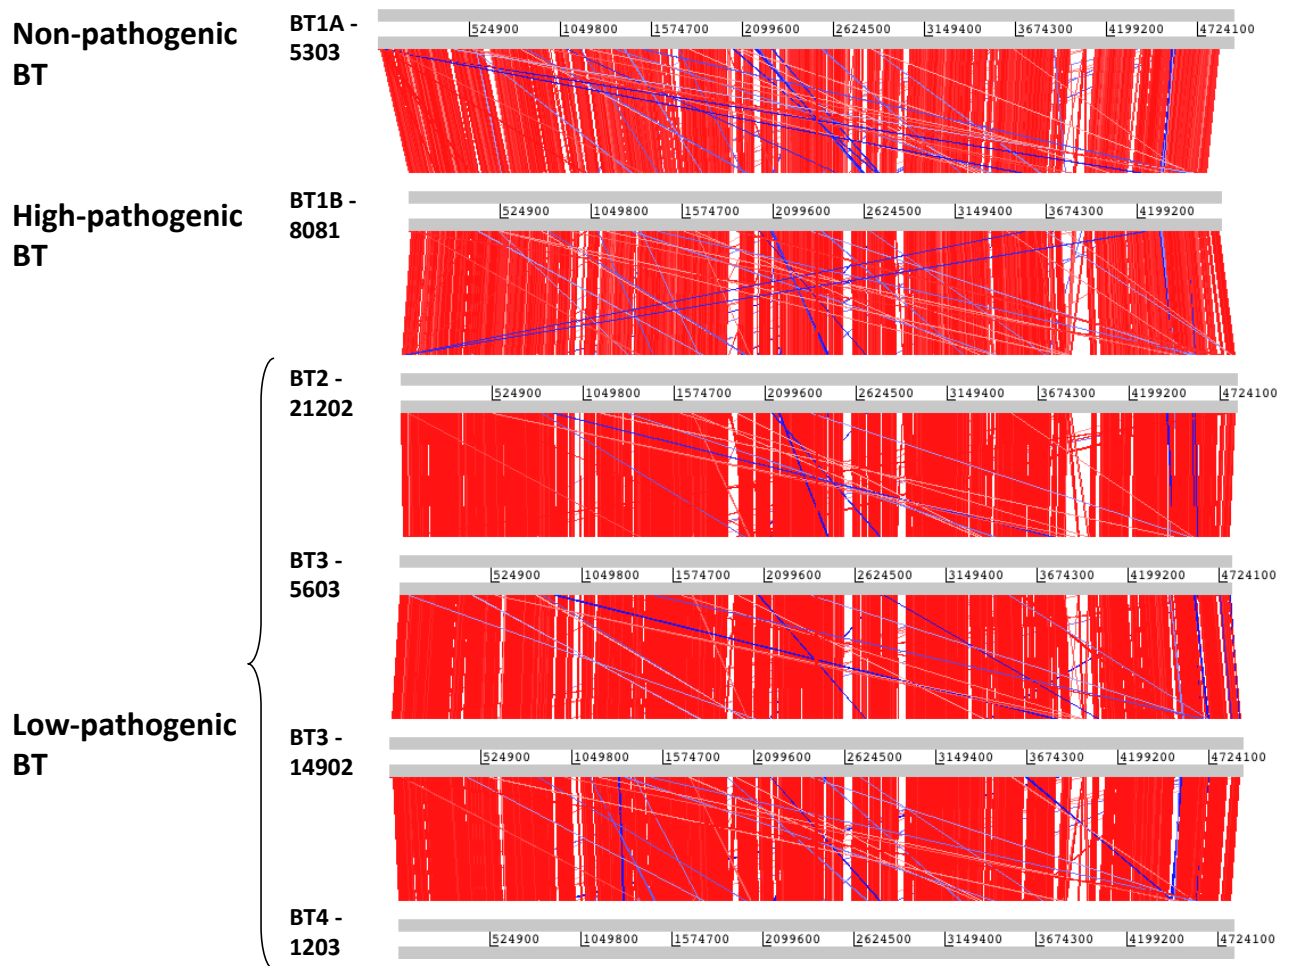 Non-pathogenic
BT
BT1A -
5303
524900 1049800 1574700 2099600 2624500 3149400 3674300 4199200 4724100
High-pathogenic
BT
BT1B -
8081
524900 1049800 1574700 2099600 2624500 3149400 3674300 4199200
BT2 -
21202
524900 1049800 1574700 2099600 2624500 3149400 3674300 4199200 4724100
BT3 -
5603
524900 1049800 1574700 2099600 2624500 3149400 3674300 4199200 4724100
Low-pathogenic
BT
BT3 -
14902
524900 1049800 1574700 2099600 2624500 3149400 3674300 4199200 4724100
BT4 -
1203
524900 1049800 1574700 2099600 2624500 3149400 3674300 4199200 4724100